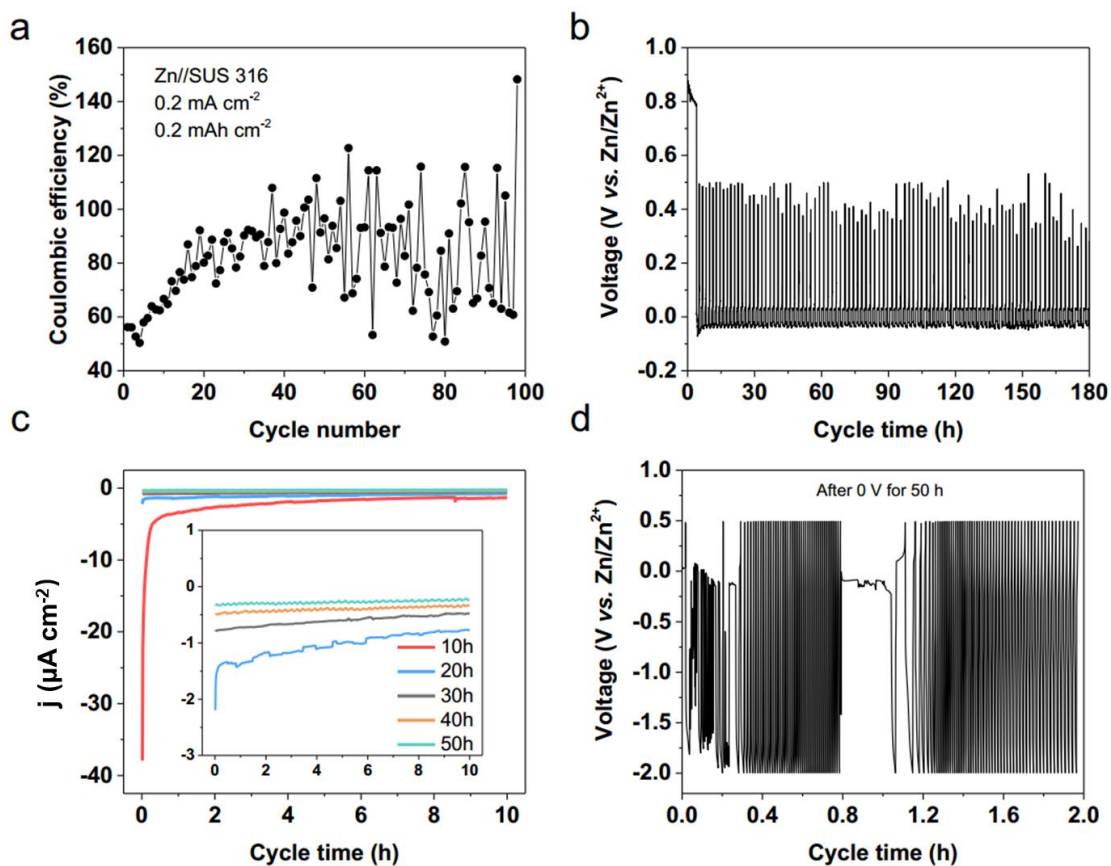 a
160
140
120
100
80
60
40
0 20 40 60 80 100
Coulombic efficiency (%)
Cycle number
Zn//SUS 316
0.2 mA cm⁻²
0.2 mAh cm⁻²
b
1.0
0.8
0.6
0.4
0.2
0.0
-0.2
0 30 60 90 120 150 180
Voltage (V vs. Zn/Zn²⁺)
Cycle time (h)
c
0
-5
-10
-15
-20
-25
-30
-35
-40
0 2 4 6 8 10
j (µA cm⁻²)
Cycle time (h)
1
0
-1
-2
-3
0 2 4 6 8 10
10h
20h
30h
40h
50h
d
1.0
0.5
0.0
-0.5
-1.0
-1.5
-2.0
0.0 0.4 0.8 1.2 1.6 2.0
Voltage (V vs. Zn/Zn²⁺)
Cycle time (h)
After 0 V for 50 h